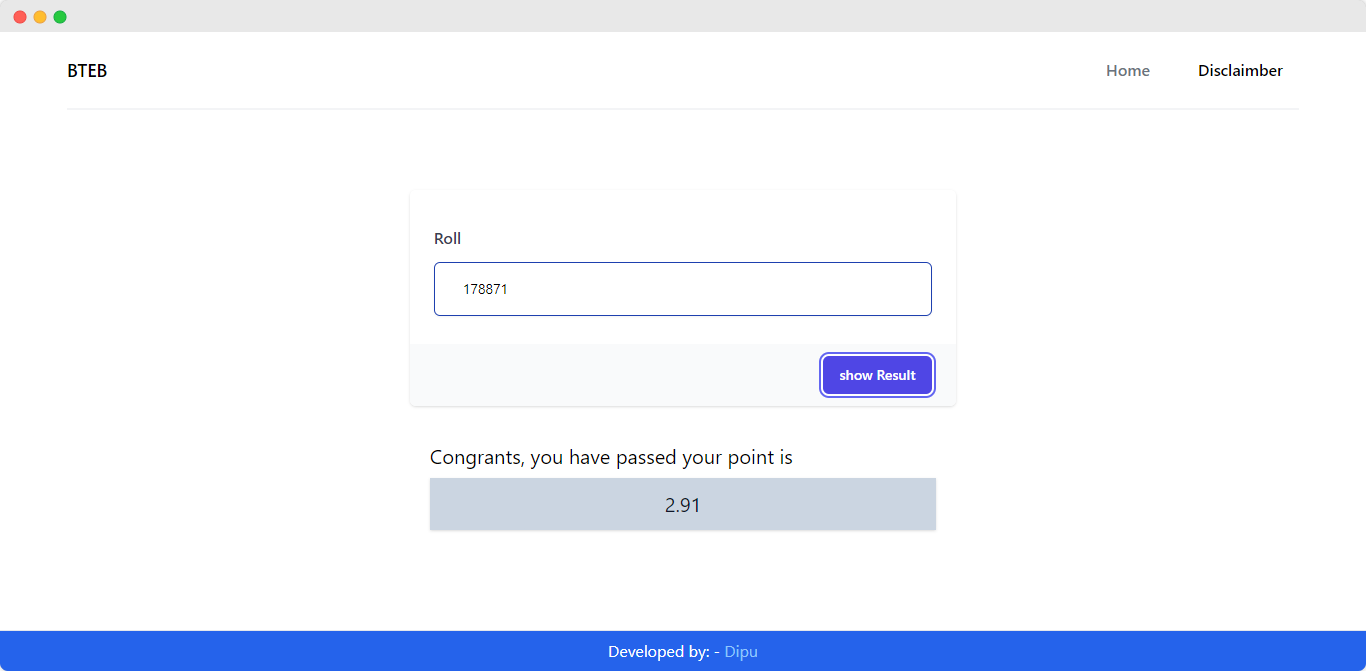 BTEB
Home
Disclaimber
Roll
178871
show Result
Congrants, you have passed your point is
2.91
Developed by: - Dipu